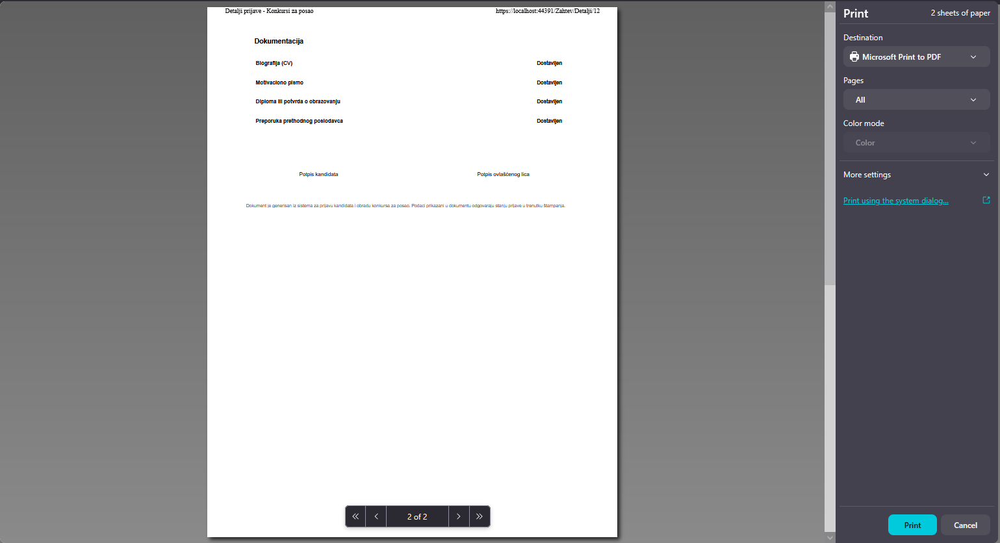 Detalji prijave - Konkursi za posao https://localhost:44391/Zahtev/Detalji/12
Dokumentacija
Biografija (CV) Dostavljen
Motivaciono pismo Dostavljen
Diploma ili potvrda o obrazovanju Dostavljen
Preporuka prethodnog poslodavca Dostavljen
Potpis kandidata Potpis ovlašćenog lica
Dokument je generisan iz sistema za prijavu kandidata i obradu konkursa za posao. Podaci prikazani u dokumentu odgovaraju stanju prijave u trenutku štampanja.
2 of 2
Print 2 sheets of paper
Destination
Microsoft Print to PDF
Pages
All
Color mode
Color
More settings
Print using the system dialog...
Print Cancel